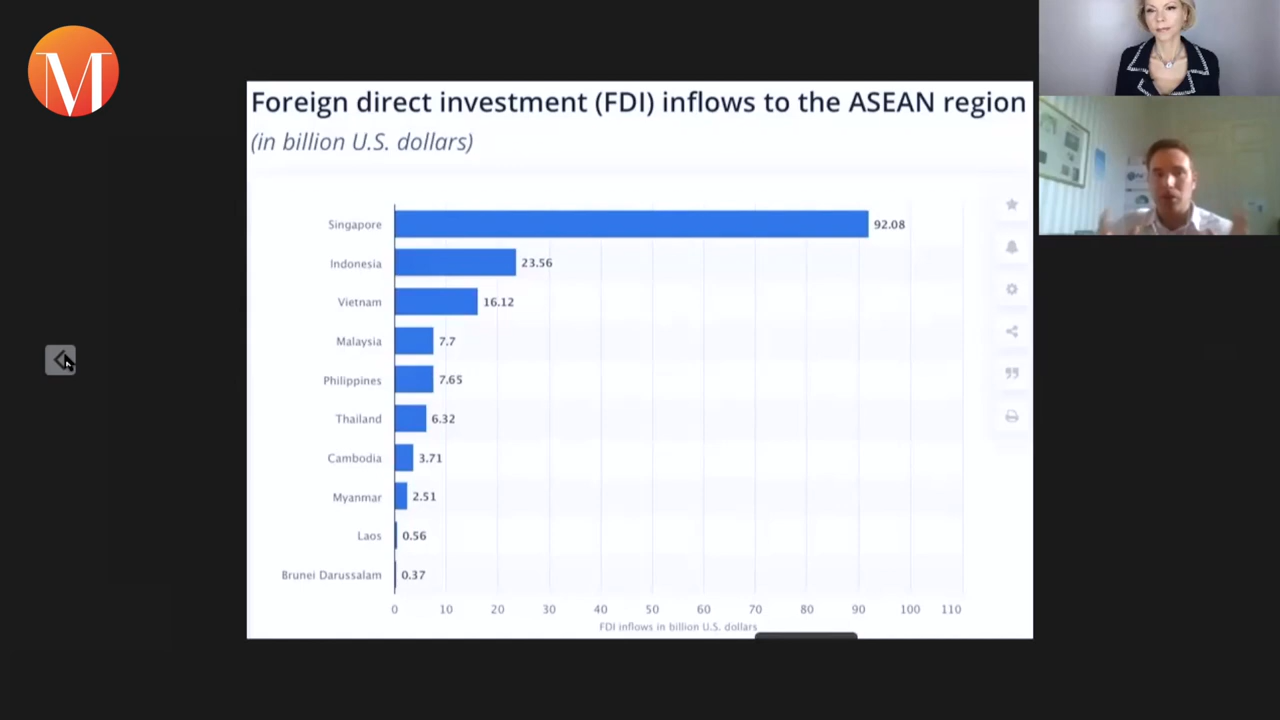 M
Foreign direct investment (FDI) inflows to the ASEAN region
(in billion U.S. dollars)
Singapore 92.08
Indonesia 23.56
Vietnam 16.12
Malaysia 7.7
Philippines 7.65
Thailand 6.32
Cambodia 3.71
Myanmar 2.51
Laos 0.56
Brunei Darussalam 0.37
0 10 20 30 40 50 60 70 80 90 100 110
FDI inflows in billion U.S. dollars